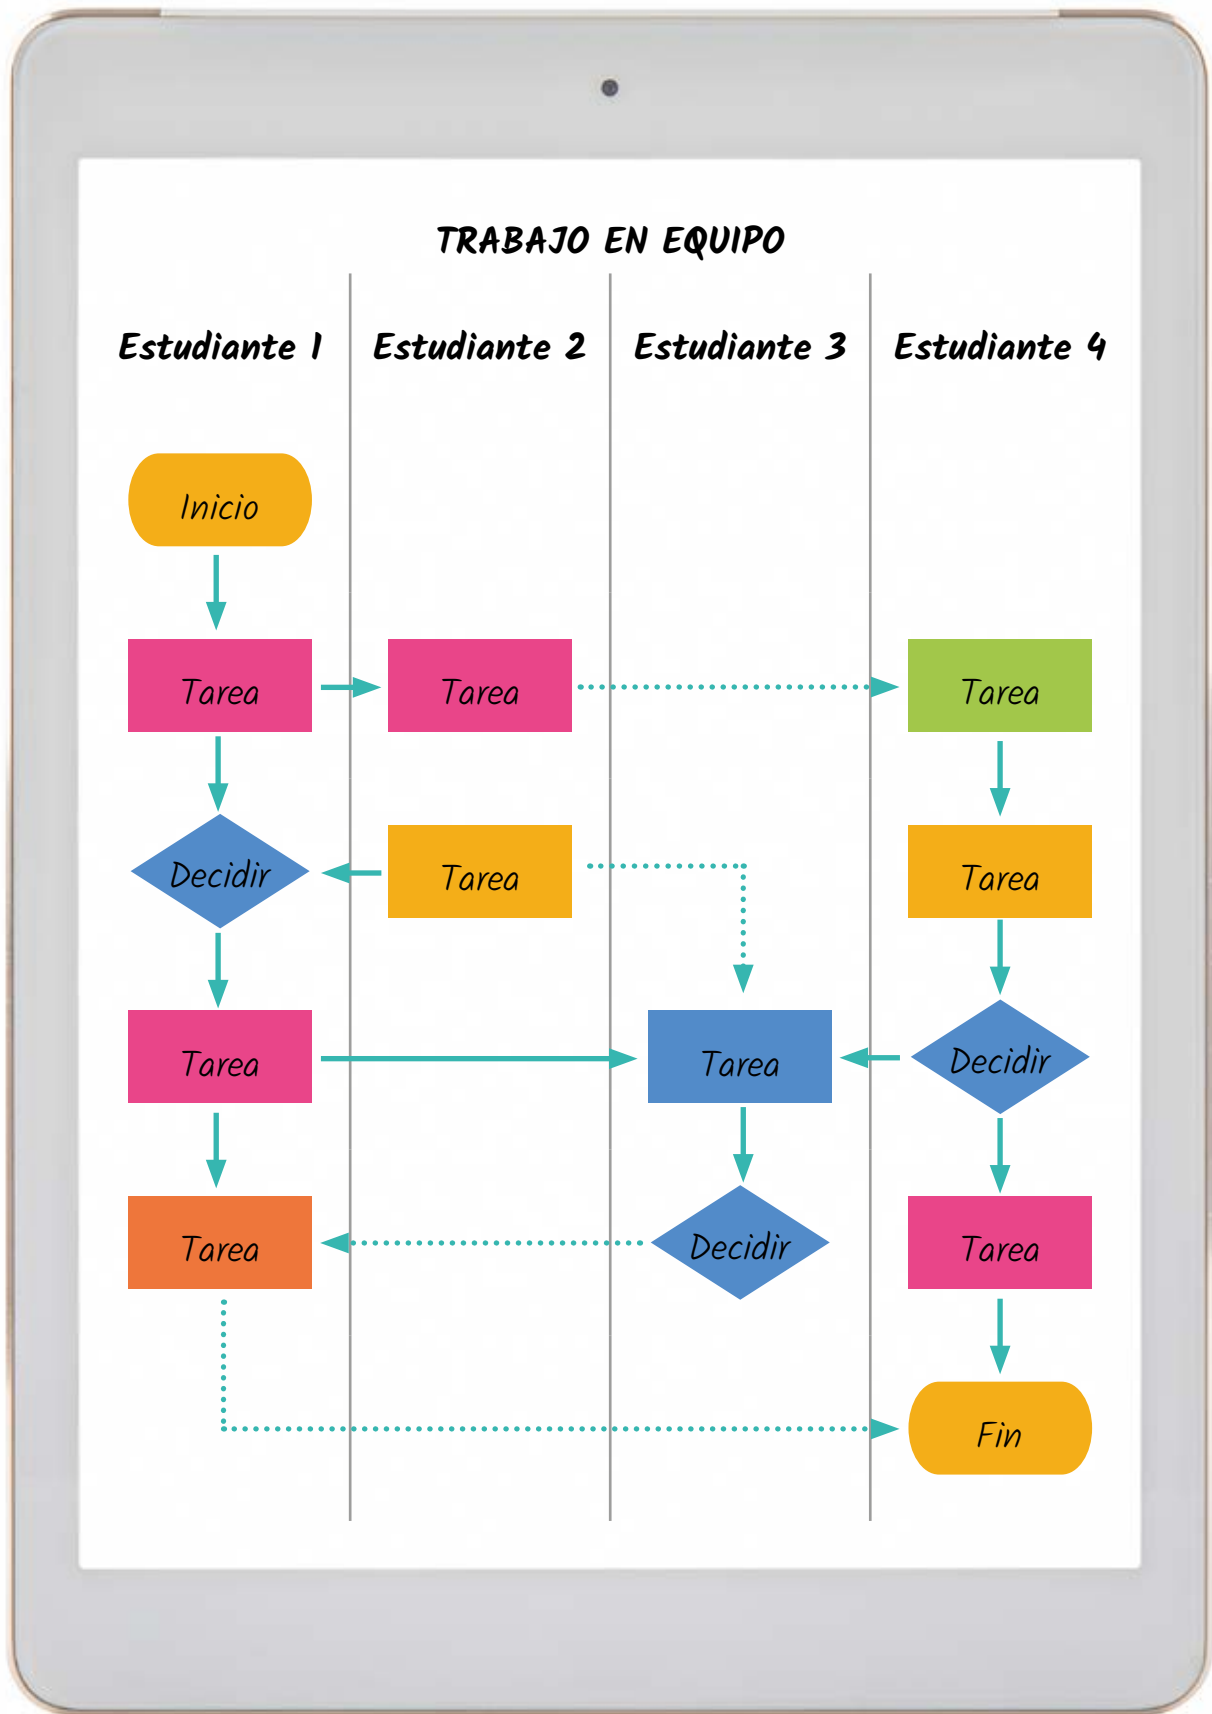 TRABAJO EN EQUIPO
Estudiante 1 Estudiante 2 Estudiante 3 Estudiante 4
Inicio
Tarea Tarea Tarea
Decidir Tarea Tarea
Tarea Tarea Decidir
Tarea Decidir Tarea
Fin